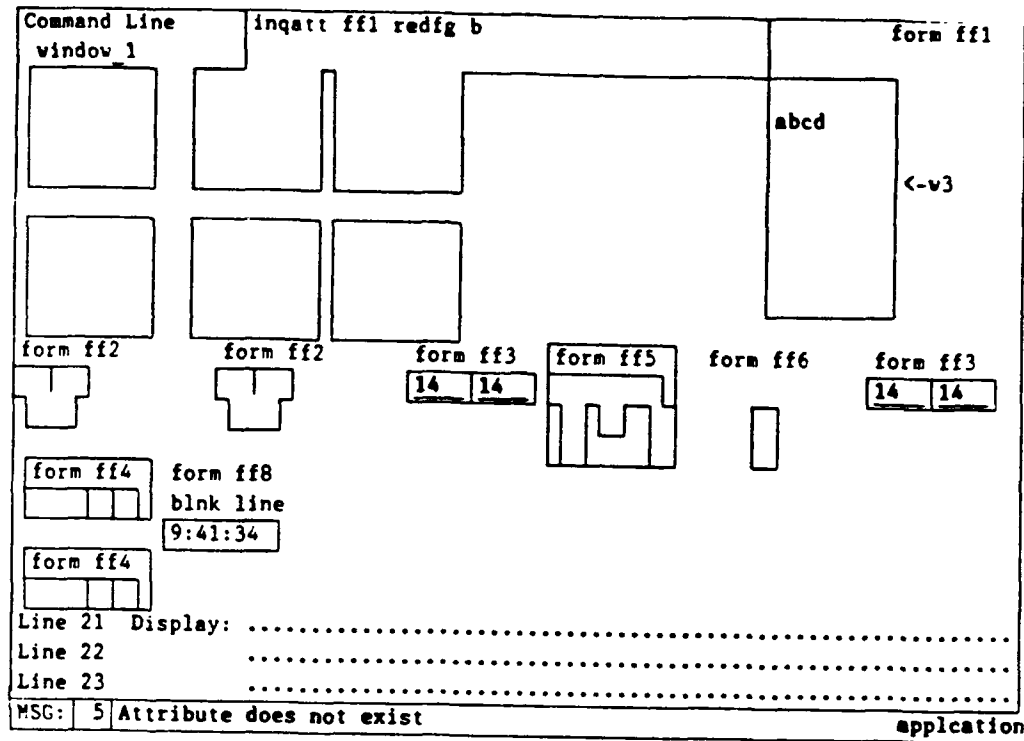 Command Line inqatt ff1 redfg b form ff1
window_1
abcd
<-w3
form ff2 form ff2 form ff3 form ff5 form ff6 form ff3
14 14 14 14
form ff4 form ff8
blnk line
9:41:34
form ff4
Line 21 Display: ............................................................
Line 22 ............................................................
Line 23 ............................................................
MSG: 5 Attribute does not exist applcation